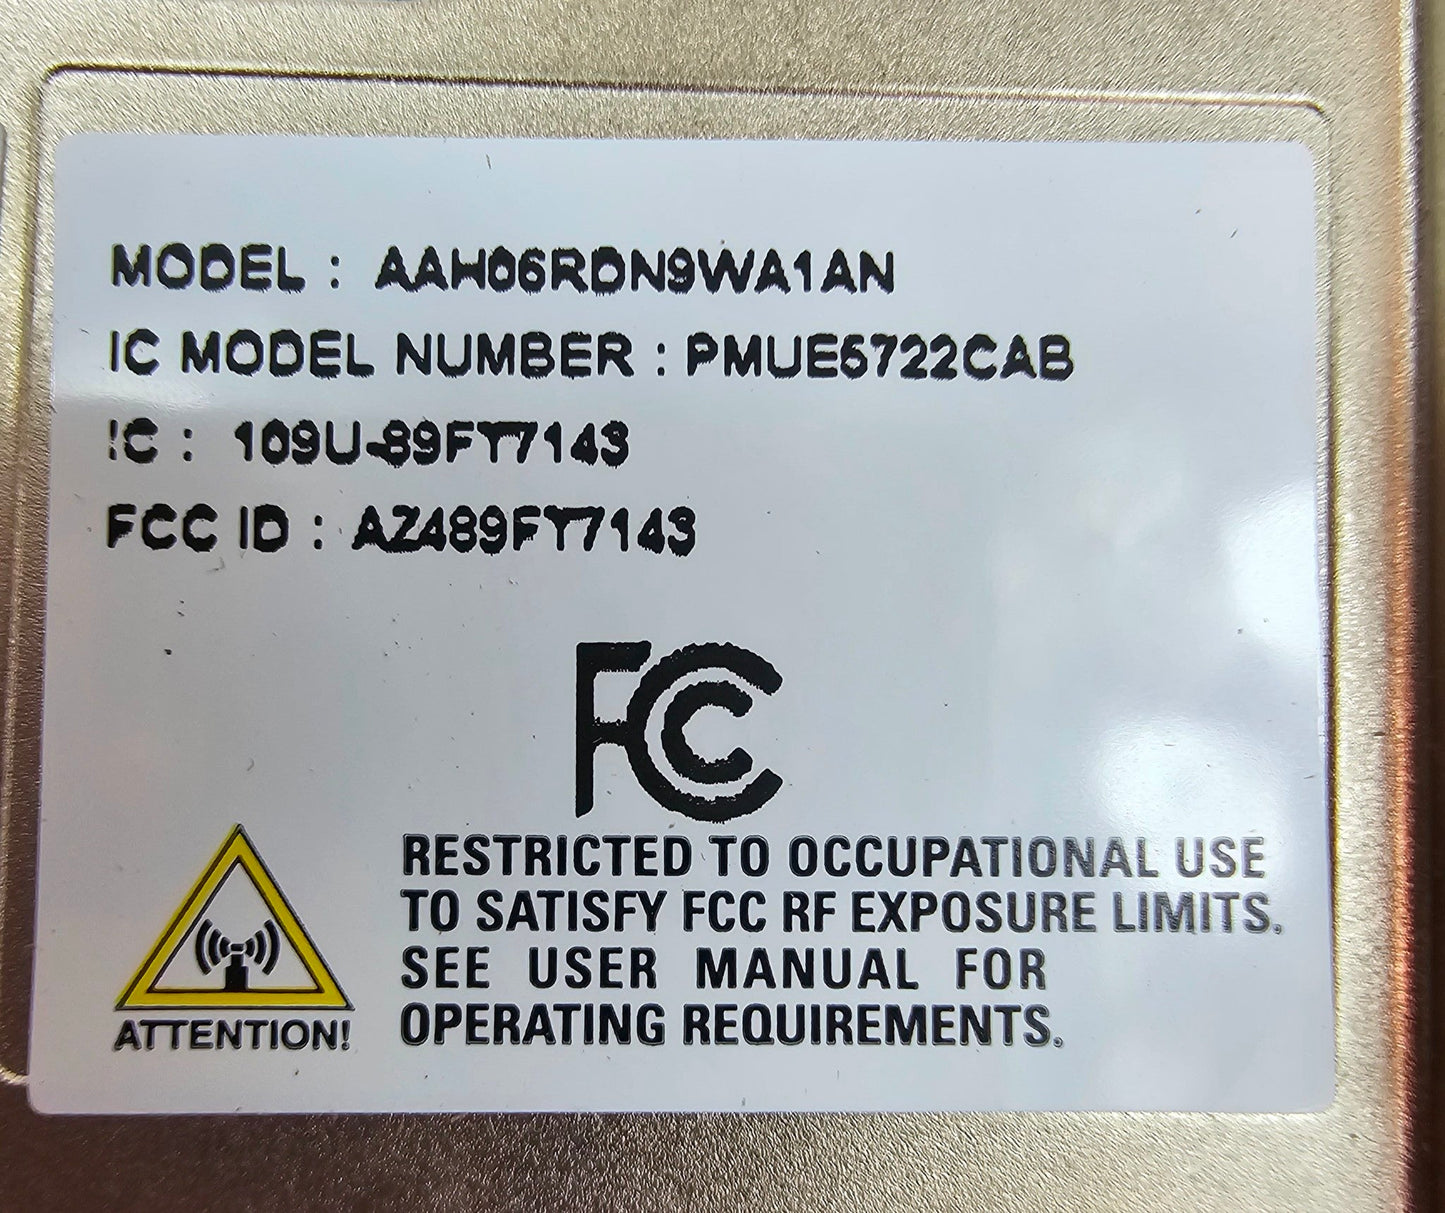 MODEL : AAH06RDN9WA1AN
IC MODEL NUMBER : PMUE5722CAB
IC : 109U-89FT7143
FCC ID : AZ489FT7143
FCC
RESTRICTED TO OCCUPATIONAL USE
TO SATISFY FCC RF EXPOSURE LIMITS.
SEE USER MANUAL FOR
OPERATING REQUIREMENTS.
ATTENTION!